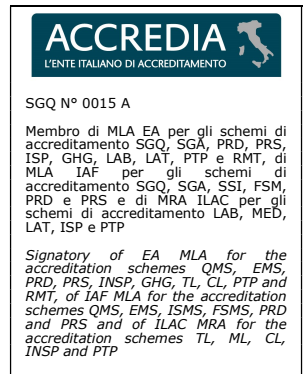 ACCREDIA
L'ENTE ITALIANO DI ACCREDITAMENTO
SGQ N° 0015 A
Membro di MLA EA per gli schemi di
accreditamento SGQ, SGA, PRD, PRS,
ISP, GHG, LAB, LAT, PTP e RMT, di
MLA IAF per gli schemi di
accreditamento SGQ, SGA, SSI, FSM,
PRD e PRS e di MRA ILAC per gli
schemi di accreditamento LAB, MED,
LAT, ISP e PTP
Signatory of EA MLA for the
accreditation schemes QMS, EMS,
PRD, PRS, INSP, GHG, TL, CL, PTP and
RMT, of IAF MLA for the accreditation
schemes QMS, EMS, ISMS, FSMS, PRD
and PRS and of ILAC MRA for the
accreditation schemes TL, ML, CL,
INSP and PTP